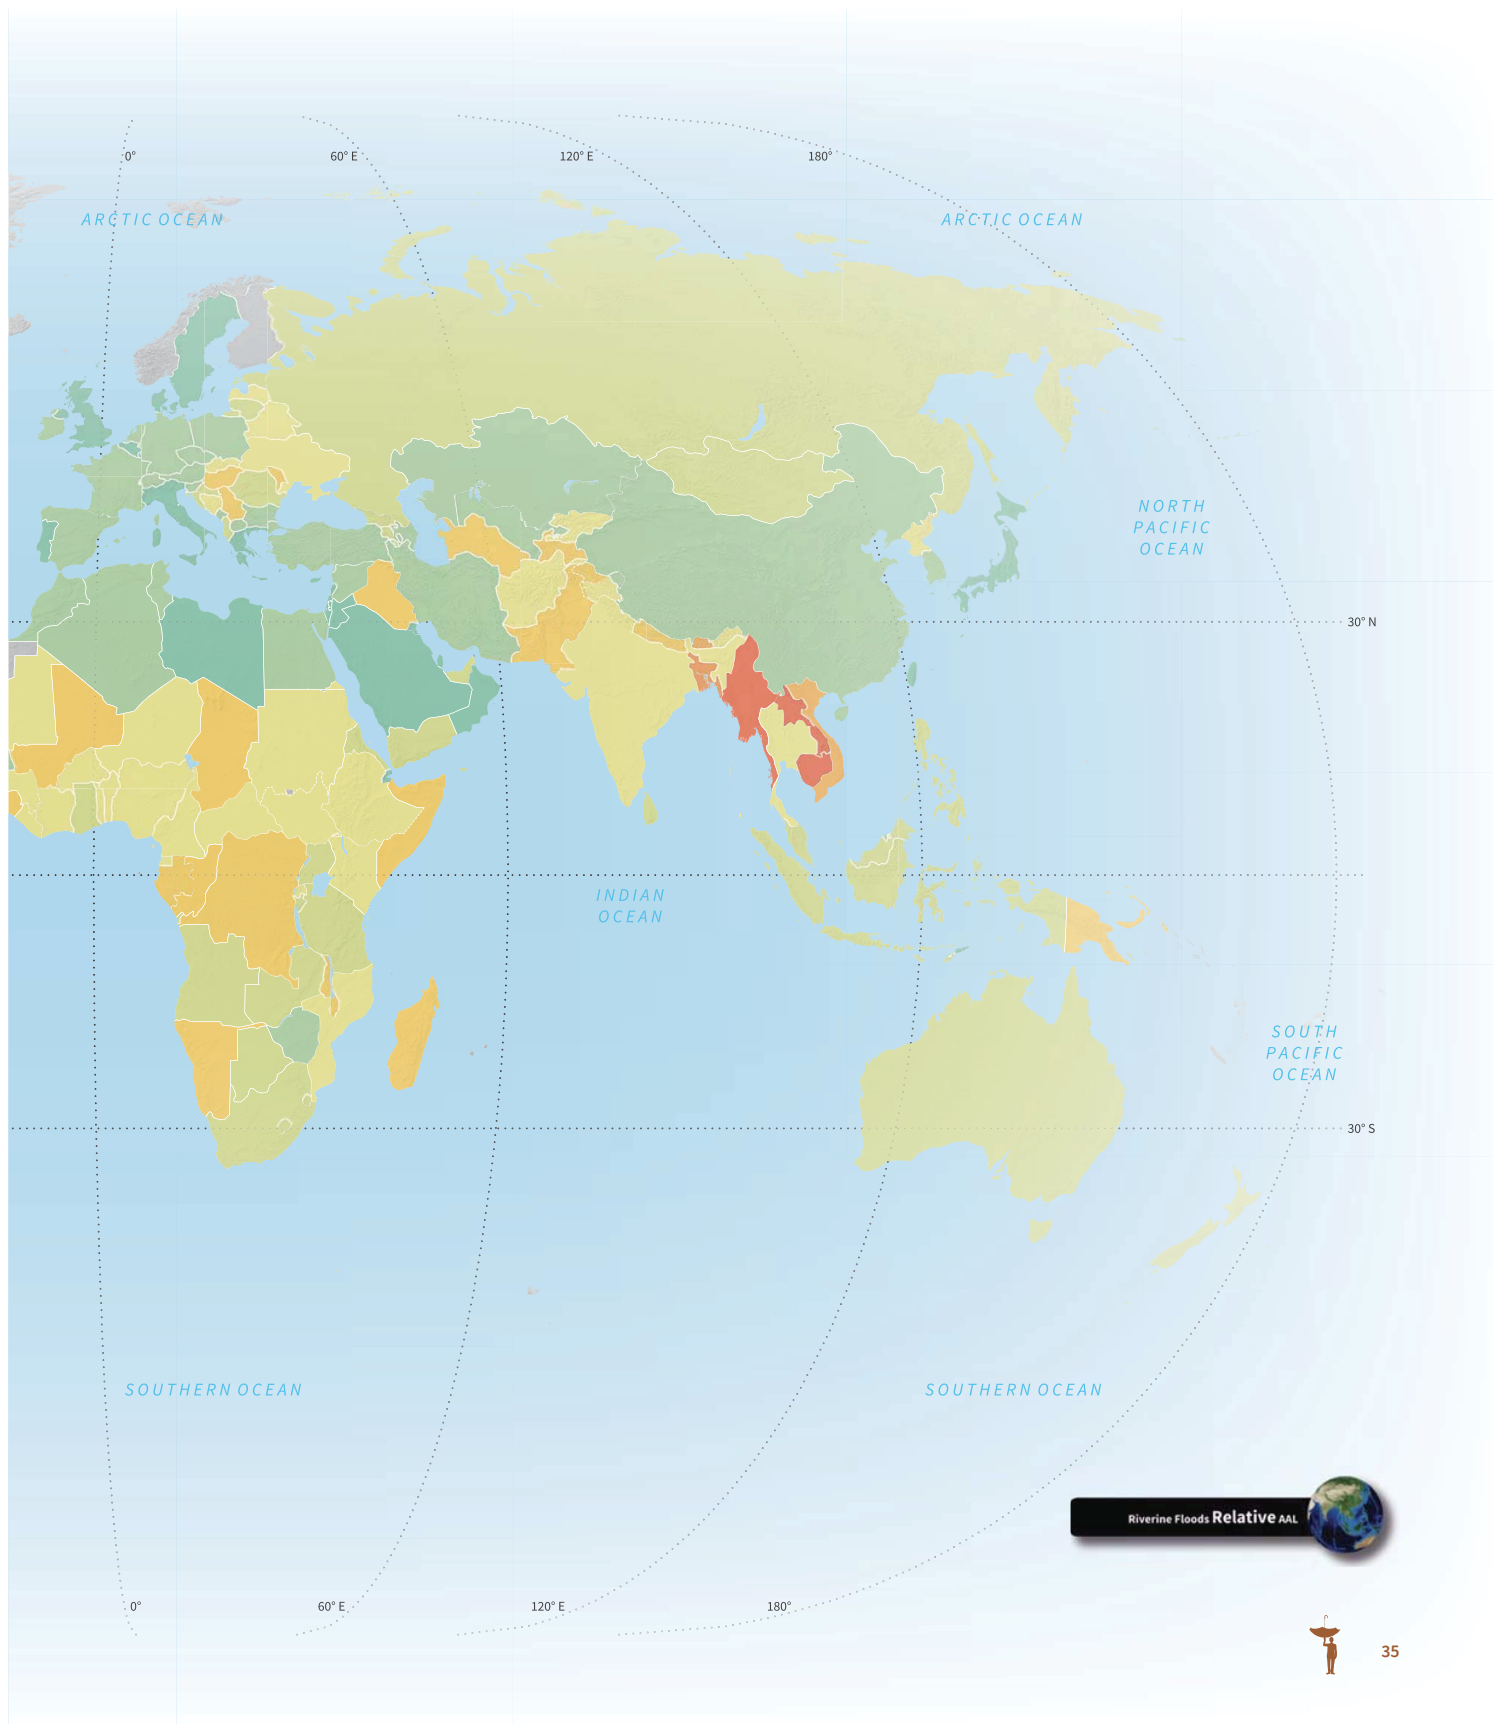 0°
60° E
120° E
180°
ARCTIC OCEAN
ARCTIC OCEAN
NORTH
PACIFIC
OCEAN
30° N
INDIAN
OCEAN
SOUTH
PACIFIC
OCEAN
30° S
SOUTHERN OCEAN
SOUTHERN OCEAN
Riverine Floods Relative AAL
0°
60° E
120° E
180°
35